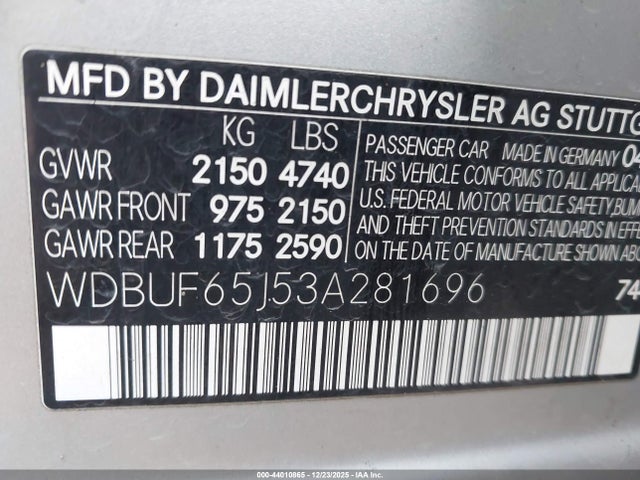 MFD BY DAIMLERCHRYSLER AG STUTTG
KG LBS
GVWR 2150 4740
GAWR FRONT 975 2150
GAWR REAR 1175 2590
PASSENGER CAR MADE IN GERMANY 04
THIS VEHICLE CONFORMS TO ALL APPLICA
U.S. FEDERAL MOTOR VEHICLE SAFETY,BUM
AND THEFT PREVENTION STANDARDS IN EFFE
ON THE DATE OF MANUFACTURE SHOWN ABO
WDBUF65J53A281696
74
000-44010865 - 12/23/2025 - IAA Inc.